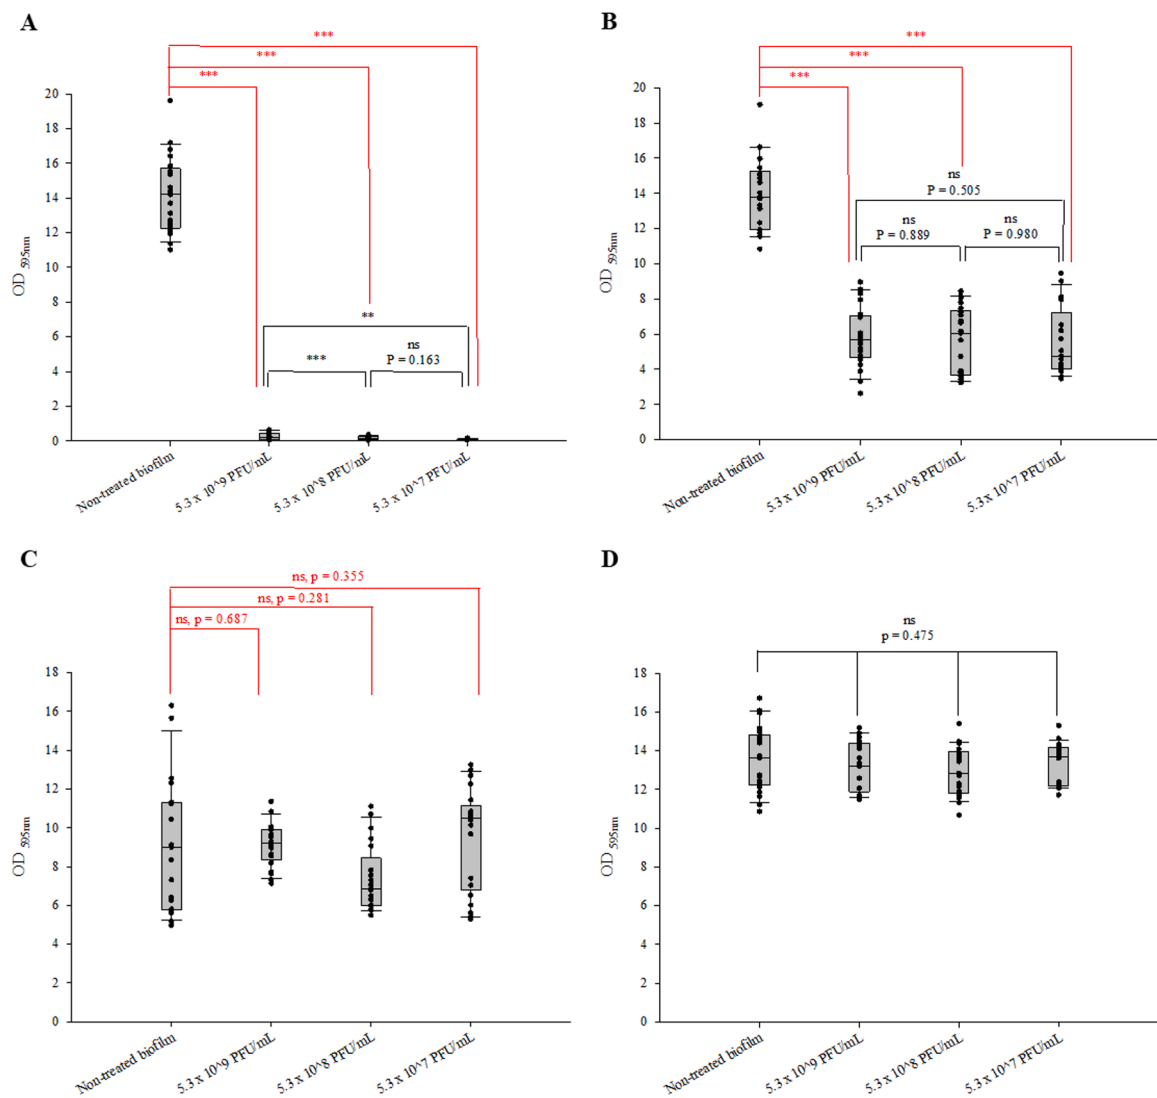 A
***
***
***
20
18
16
14
12
10
8
6
4
2
0
OD 595nm
**
***
ns
P = 0.163
Non-treated biofilm
5.3 x 10^9 PFU/mL
5.3 x 10^8 PFU/mL
5.3 x 10^7 PFU/mL
B
***
***
***
20
18
16
14
12
10
8
6
4
2
0
OD 595nm
ns
P = 0.505
ns
P = 0.889
ns
P = 0.980
Non-treated biofilm
5.3 x 10^9 PFU/mL
5.3 x 10^8 PFU/mL
5.3 x 10^7 PFU/mL
C
ns, p = 0.355
ns, p = 0.281
ns, p = 0.687
18
16
14
12
10
8
6
4
2
0
OD 595nm
Non-treated biofilm
5.3 x 10^9 PFU/mL
5.3 x 10^8 PFU/mL
5.3 x 10^7 PFU/mL
D
ns
p = 0.475
18
16
14
12
10
8
6
4
2
0
OD 595nm
Non-treated biofilm
5.3 x 10^9 PFU/mL
5.3 x 10^8 PFU/mL
5.3 x 10^7 PFU/mL